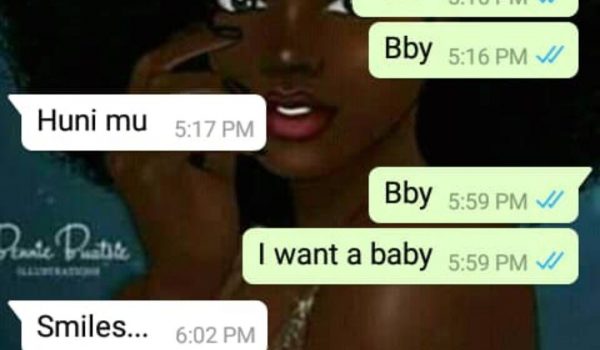 Bby 5:16 PM
Huni mu 5:17 PM
Bby 5:59 PM
I want a baby 5:59 PM
ILLUSTRATIONS
Smiles... 6:02 PM